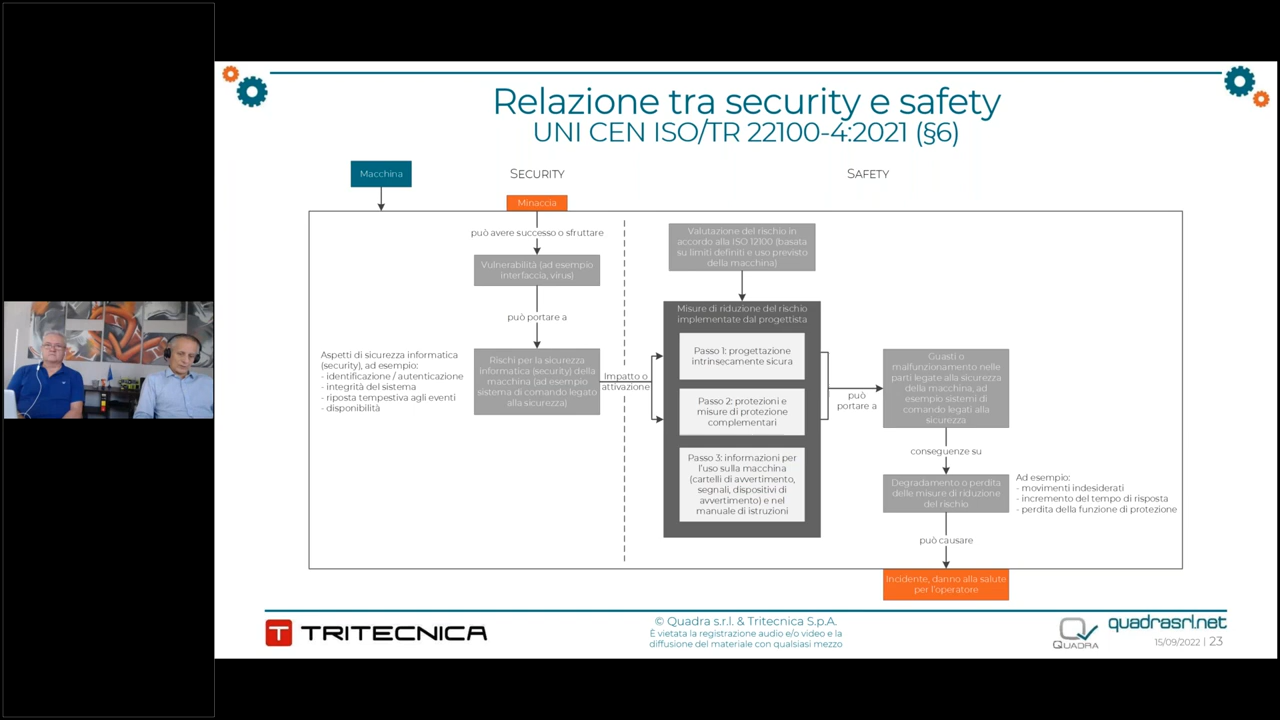 Relazione tra security e safety
UNI CEN ISO/TR 22100-4:2021 (§6)
Macchina
SECURITY
SAFETY
Minaccia
può avere successo o sfruttare
Vulnerabilità (ad esempio
interfaccia, virus)
può portare a
Aspetti di sicurezza informatica
(security), ad esempio:
- identificazione / autenticazione
- integrità del sistema
- riposta tempestiva agli eventi
- disponibilità
Rischi per la sicurezza
informatica (security) della
macchina (ad esempio
sistema di comando legato
alla sicurezza)
Impatto o
attivazione
Valutazione del rischio in
accordo alla ISO 12100 (basata
su limiti definiti e uso previsto
della macchina)
Misure di riduzione del rischio
implementate dal progettista
Passo 1: progettazione
intrinsecamente sicura
Passo 2: protezioni e
misure di protezione
complementari
Passo 3: informazioni per
l'uso sulla macchina
(cartelli di avvertimento,
segnali, dispositivi di
avvertimento) e nel
manuale di istruzioni
può
portare a
Guasti o
malfunzionamento nelle
parti legate alla sicurezza
della macchina, ad
esempio sistemi di
comando legati alla
sicurezza
conseguenze su
Degradamento o perdita
delle misure di riduzione
del rischio
Ad esempio:
- movimenti indesiderati
- incremento del tempo di risposta
- perdita della funzione di protezione
può causare
Incidente, danno alla salute
per l'operatore
T TRITECNICA
© Quadra s.r.l. & Tritecnica S.p.A.
È vietata la registrazione audio e/o video e la
diffusione del materiale con qualsiasi mezzo
QUADRA
quadrasrl.net
15/09/2022 | 23